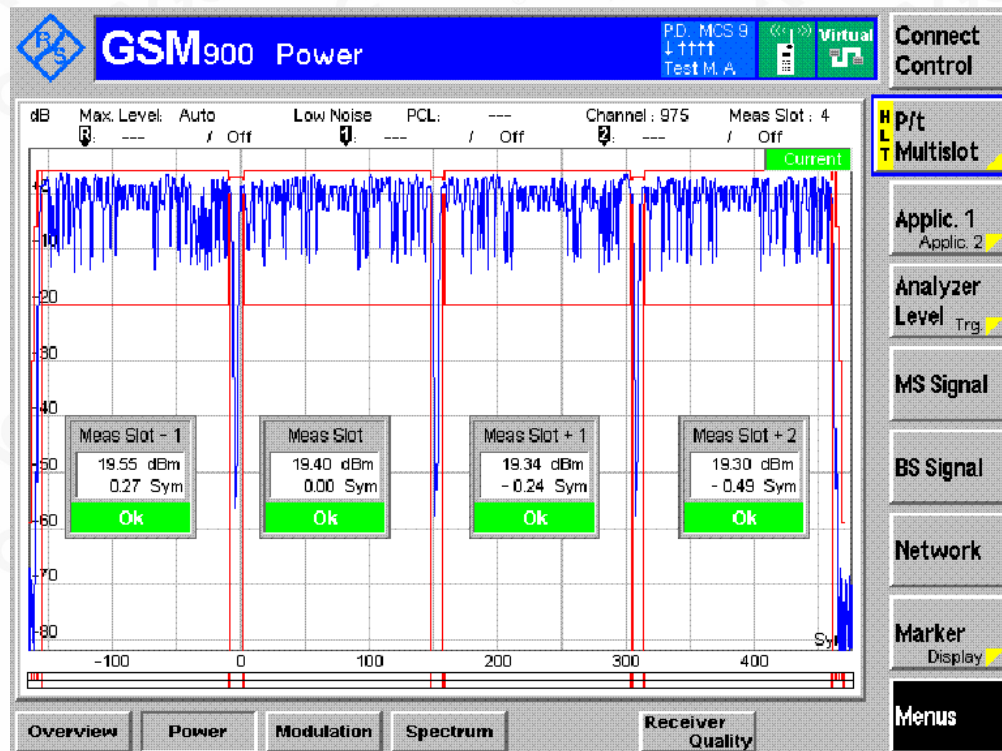 R/S
GSM900 Power
P.D. MCS 9
↓ ↑↑↑↑
Test M. A
Virtual
Connect
Control
dB Max. Level: Auto Low Noise PCL: --- Channel : 975 Meas Slot : 4
R: --- / Off 1: --- / Off 2: --- / Off
Current
H
L
T
P/t
Multislot
Applic. 1
Applic. 2
Analyzer
Level Trg.
MS Signal
BS Signal
Network
Marker
Display
Menus
+2
-10
-20
-30
-40
-50
-60
-70
-80
Meas Slot - 1
19.55 dBm
0.27 Sym
Ok
Meas Slot
19.40 dBm
0.00 Sym
Ok
Meas Slot + 1
19.34 dBm
- 0.24 Sym
Ok
Meas Slot + 2
19.30 dBm
- 0.49 Sym
Ok
-100 0 100 200 300 400
Overview Power Modulation Spectrum Receiver
Quality